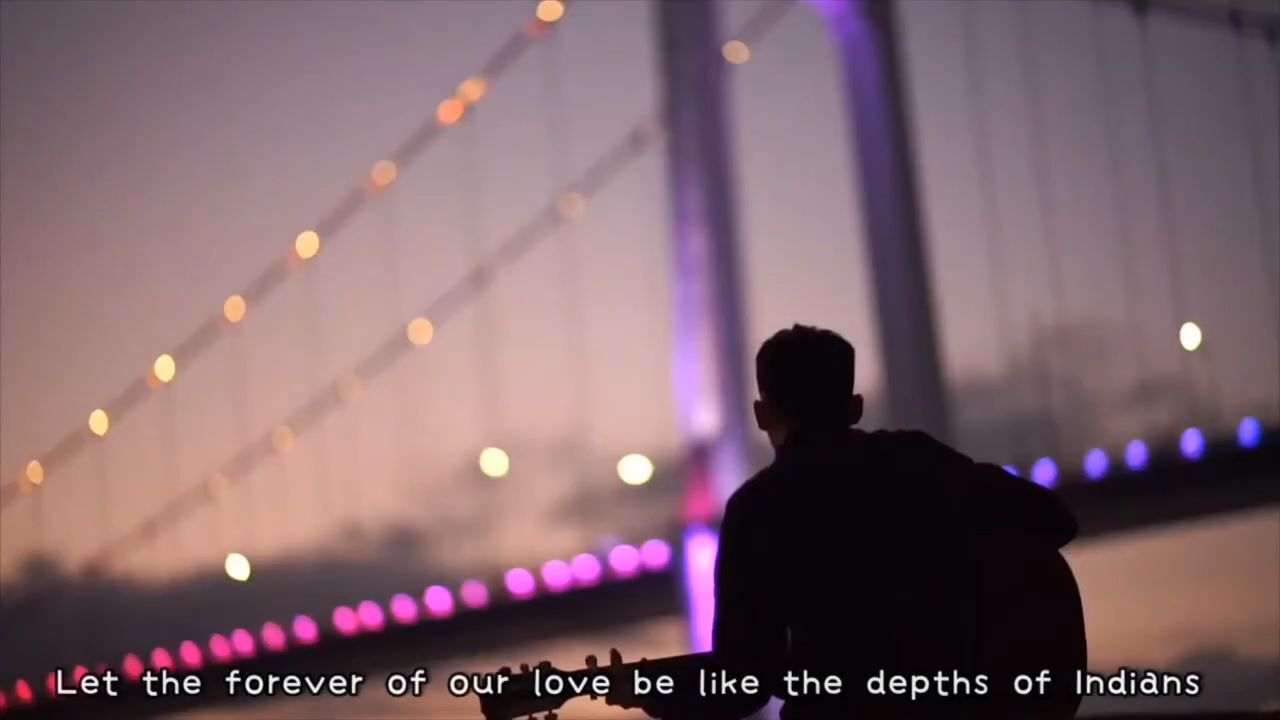 Let the forever of our love be like the depths of Indians